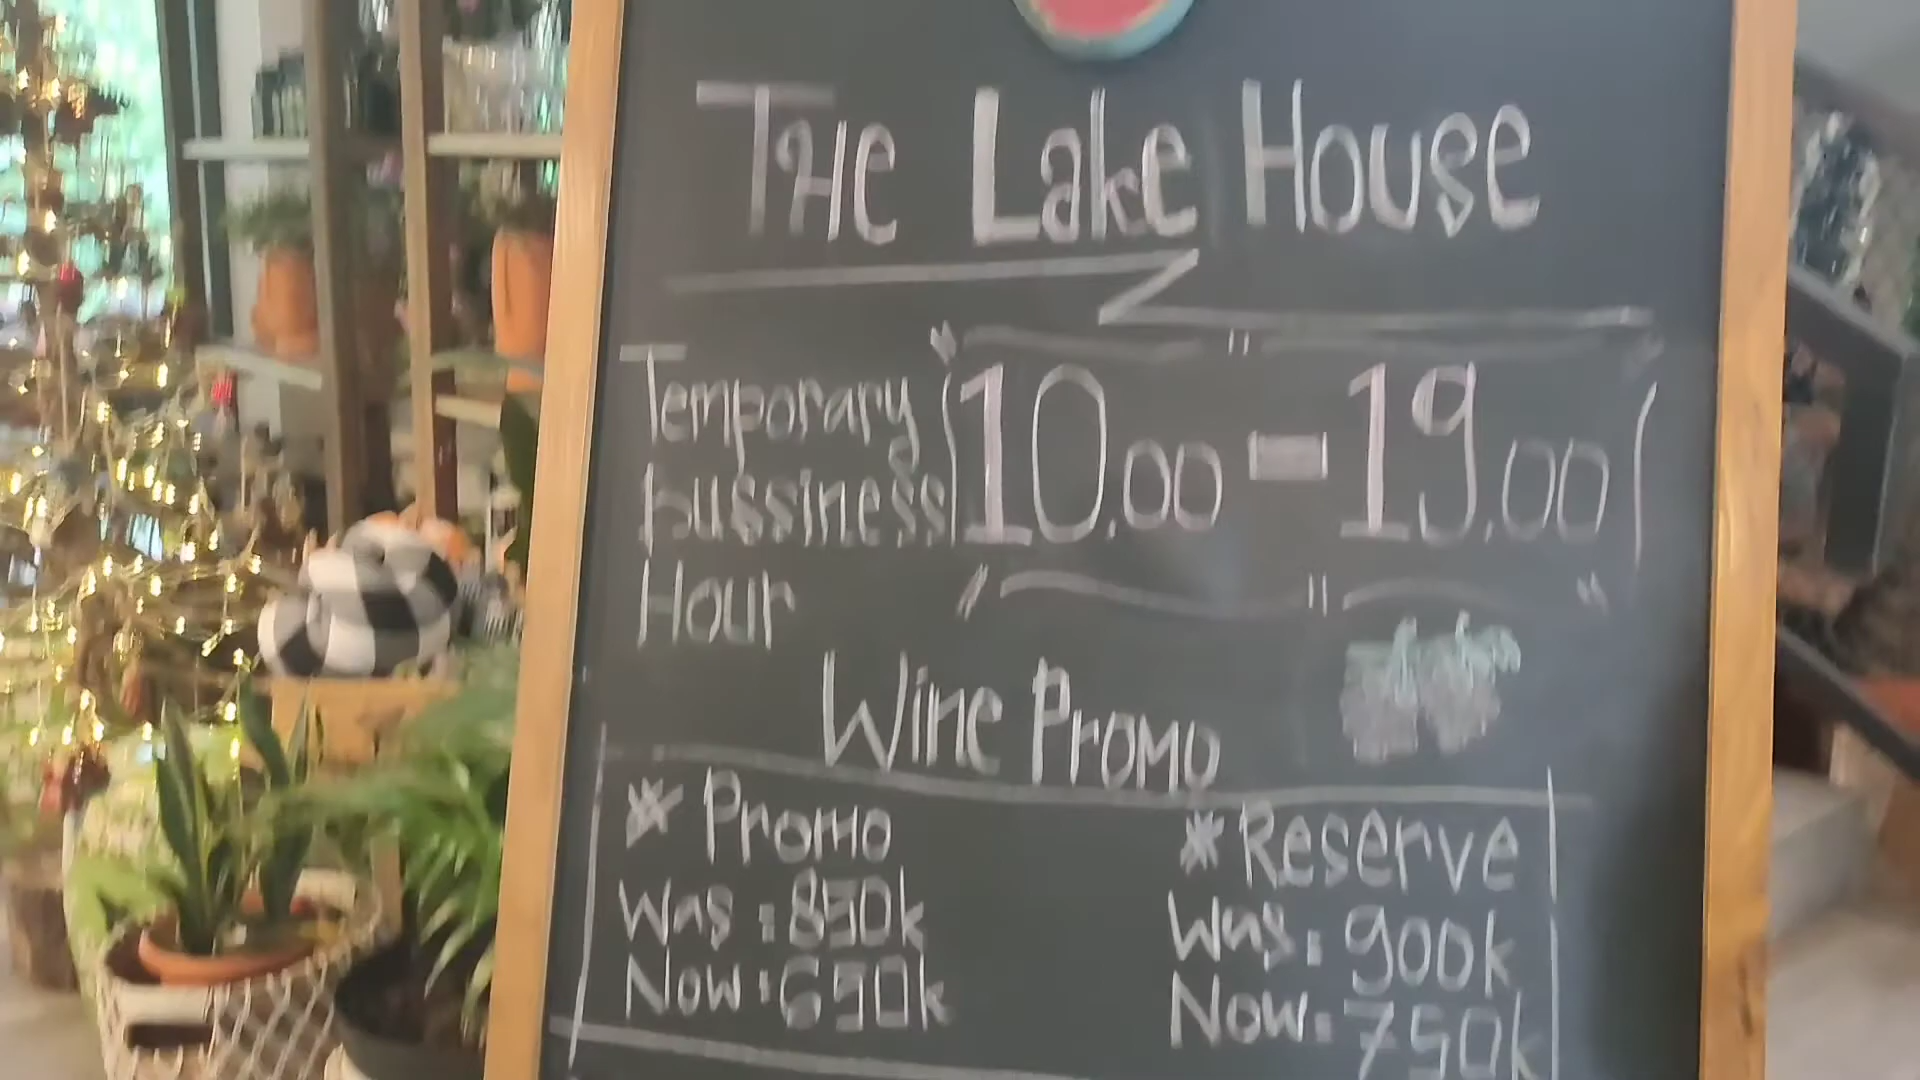 THe Lake House
Temporary
bussiness
Hour
10.00 - 19.00
Wine Promo
* Promo
Was : 850k
Now : 650k
* Reserve
Was : 900k
Now : 750k